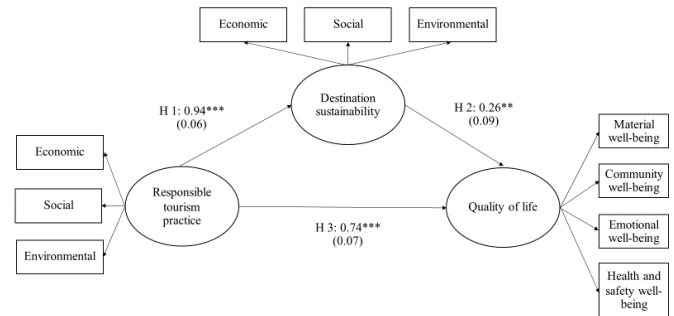 Economic
Social
Environmental
H 1: 0.94***
(0.06)
Destination
sustainability
H 2: 0.26**
(0.09)
Economic
Social
Environmental
Responsible
tourism
practice
H 3: 0.74***
(0.07)
Quality of life
Material
well-being
Community
well-being
Emotional
well-being
Health and
safety well-
being